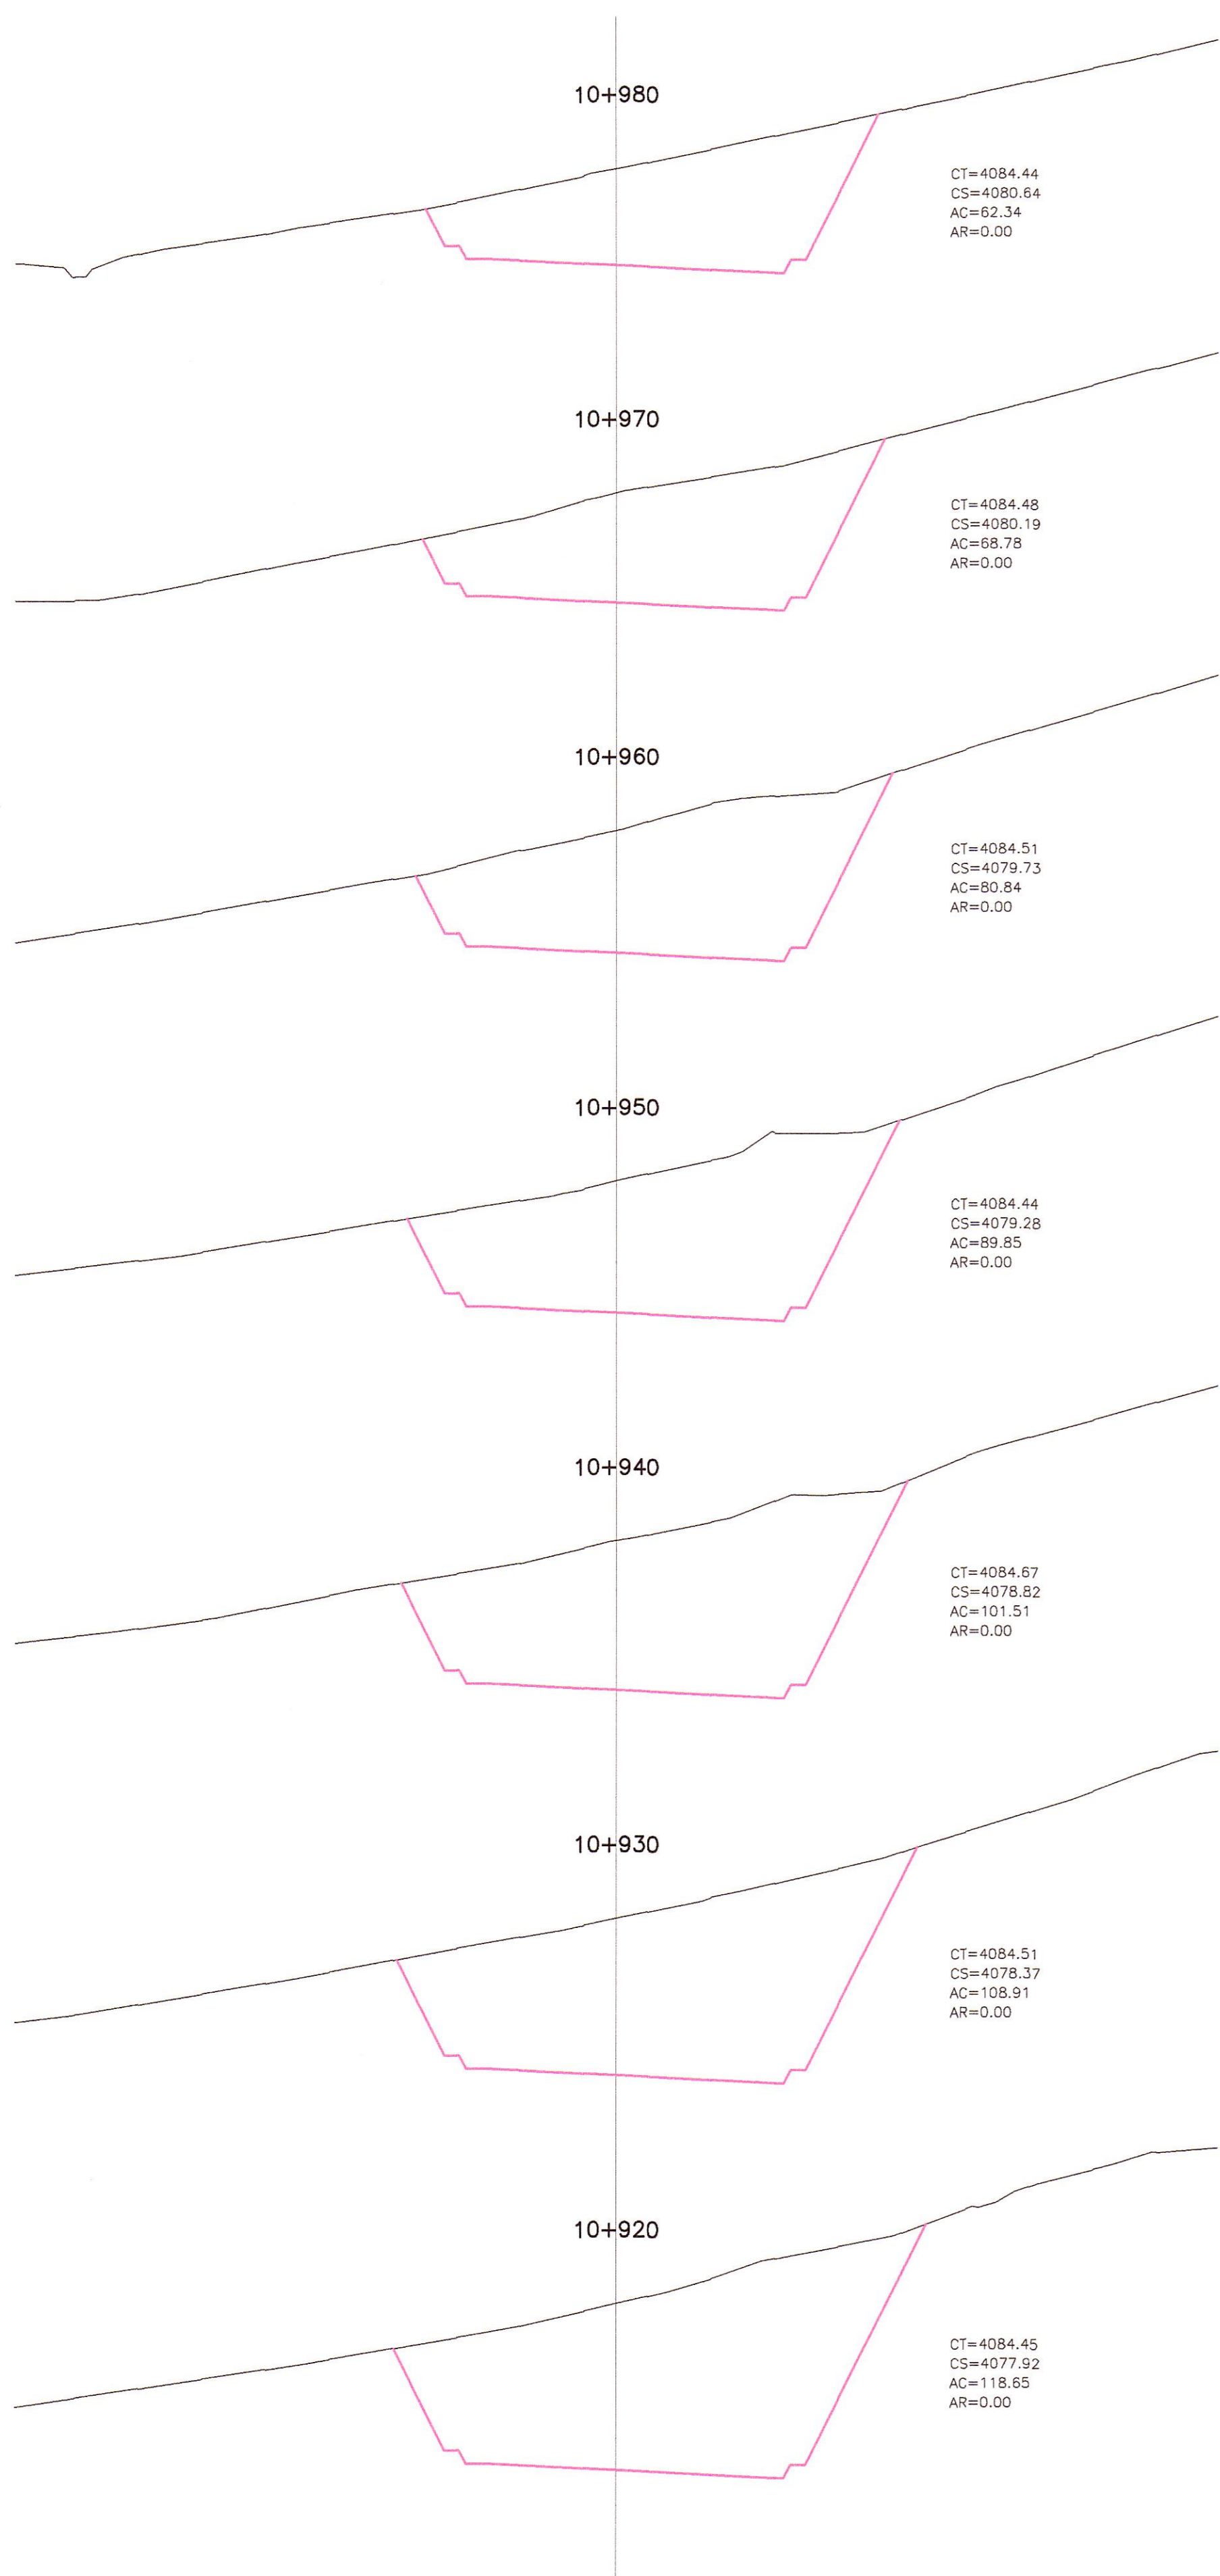 10+980
CT=4084.44
CS=4080.64
AC=62.34
AR=0.00
10+970
CT=4084.48
CS=4080.19
AC=68.78
AR=0.00
10+960
CT=4084.51
CS=4079.73
AC=80.84
AR=0.00
10+950
CT=4084.44
CS=4079.28
AC=89.85
AR=0.00
10+940
CT=4084.67
CS=4078.82
AC=101.51
AR=0.00
10+930
CT=4084.51
CS=4078.37
AC=108.91
AR=0.00
10+920
CT=4084.45
CS=4077.92
AC=118.65
AR=0.00